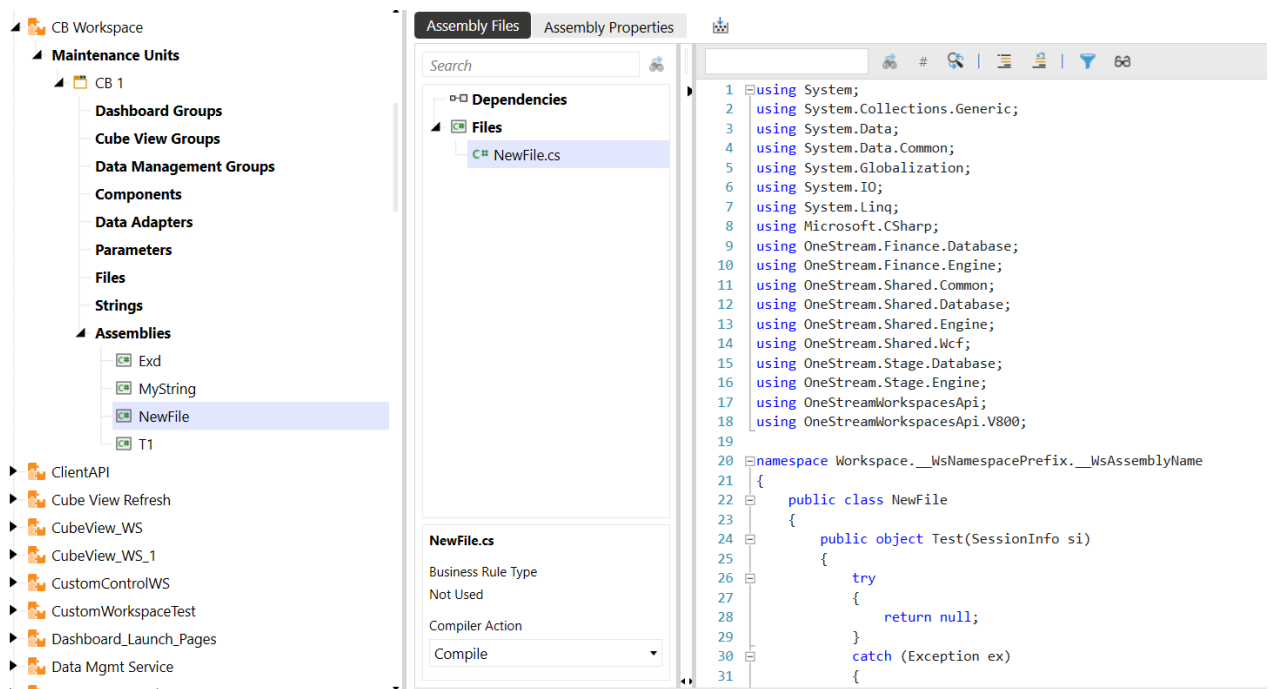 CB Workspace
Maintenance Units
CB 1
Dashboard Groups
Cube View Groups
Data Management Groups
Components
Data Adapters
Parameters
Files
Strings
Assemblies
C# Exd
C# MyString
C# NewFile
C# T1
ClientAPI
Cube View Refresh
CubeView_WS
CubeView_WS_1
CustomControlWS
CustomWorkspaceTest
Dashboard_Launch_Pages
Data Mgmt Service
Assembly Files
Assembly Properties
Search
Dependencies
C# Files
C# NewFile.cs
NewFile.cs
Business Rule Type
Not Used
Compiler Action
Compile
#
1 using System;
2 using System.Collections.Generic;
3 using System.Data;
4 using System.Data.Common;
5 using System.Globalization;
6 using System.IO;
7 using System.Linq;
8 using Microsoft.CSharp;
9 using OneStream.Finance.Database;
10 using OneStream.Finance.Engine;
11 using OneStream.Shared.Common;
12 using OneStream.Shared.Database;
13 using OneStream.Shared.Engine;
14 using OneStream.Shared.Wcf;
15 using OneStream.Stage.Database;
16 using OneStream.Stage.Engine;
17 using OneStreamWorkspacesApi;
18 using OneStreamWorkspacesApi.V800;
19
20 namespace Workspace.__WsNamespacePrefix.__WsAssemblyName
21 {
22 public class NewFile
23 {
24 public object Test(SessionInfo si)
25 {
26 try
27 {
28 return null;
29 }
30 catch (Exception ex)
31 {